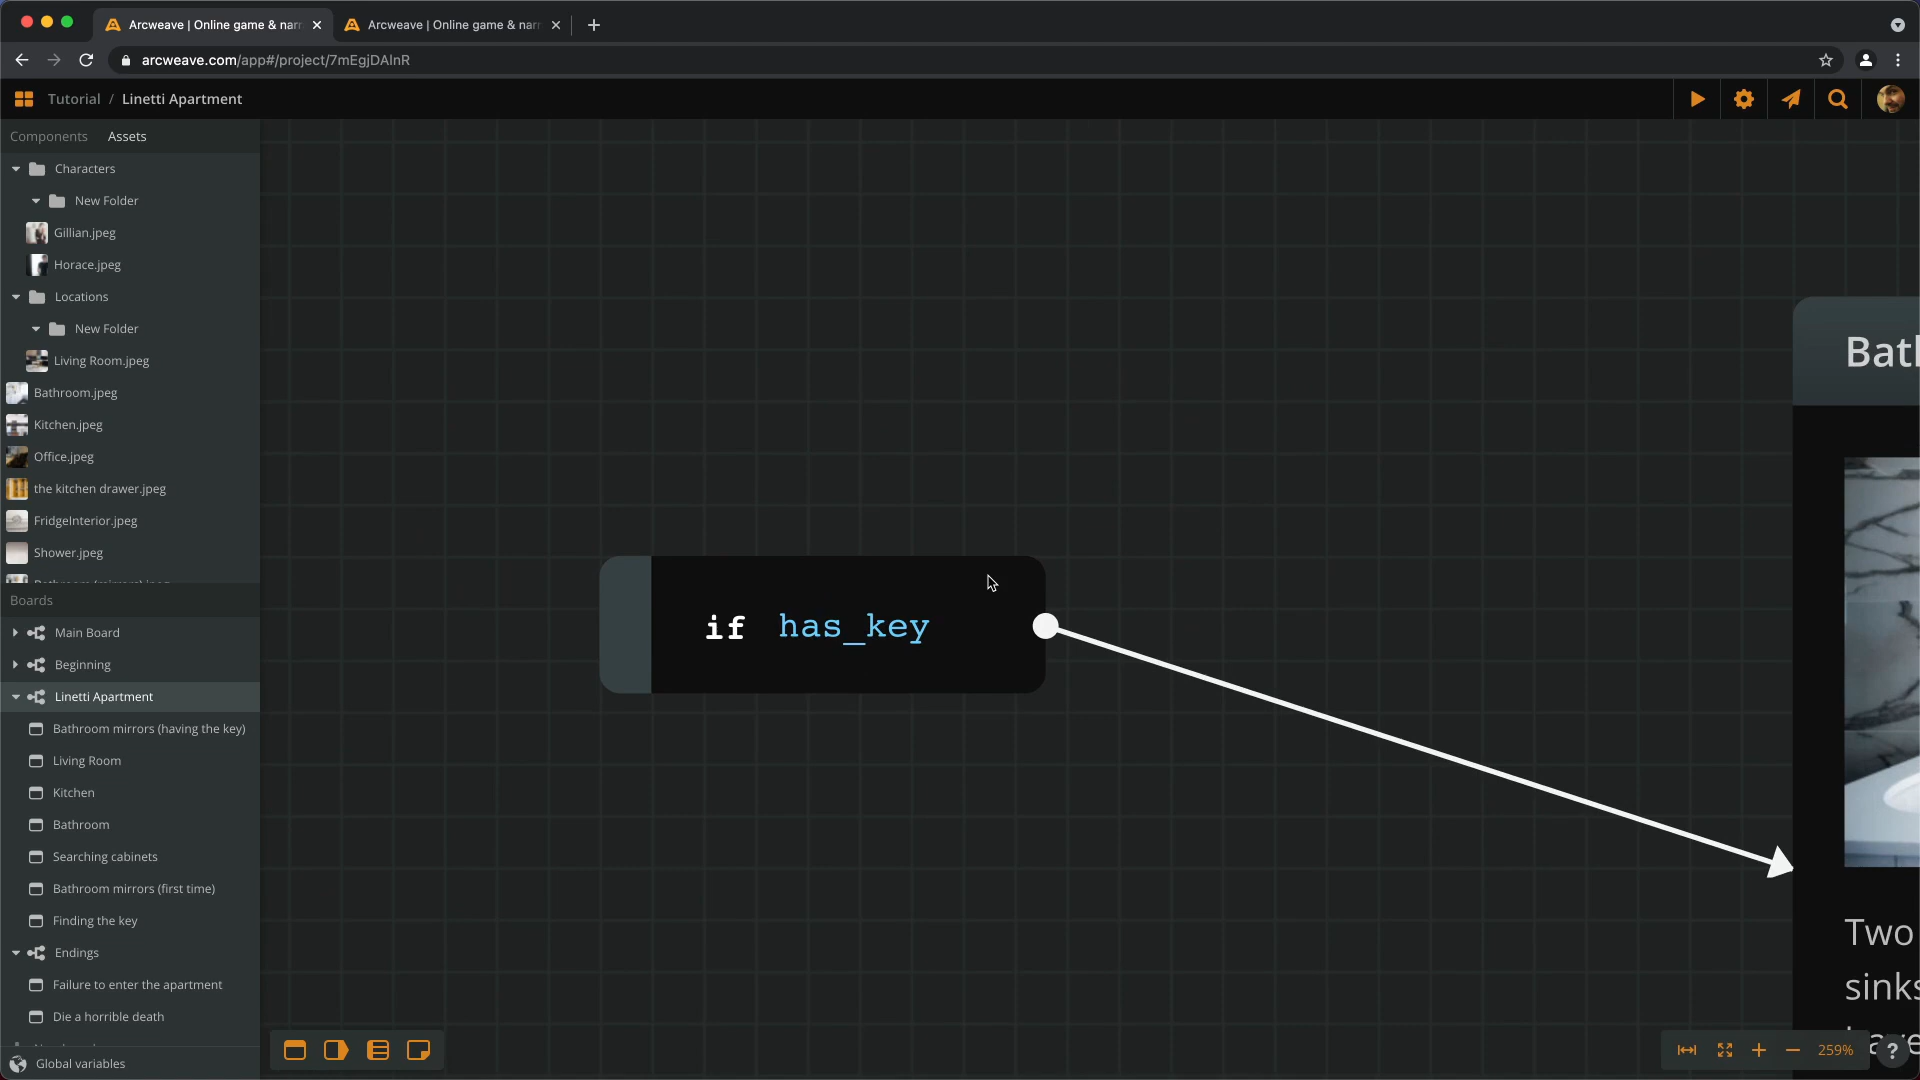 Arcweave | Online game & narr
Arcweave | Online game & narr
arcweave.com/app#/project/7mEgjDAlnR
Tutorial / Linetti Apartment
Components Assets
Characters
New Folder
Gillian.jpeg
Horace.jpeg
Locations
New Folder
Living Room.jpeg
Bathroom.jpeg
Kitchen.jpeg
Office.jpeg
the kitchen drawer.jpeg
FridgeInterior.jpeg
Shower.jpeg
Boards
Main Board
Beginning
Linetti Apartment
Bathroom mirrors (having the key)
Living Room
Kitchen
Bathroom
Searching cabinets
Bathroom mirrors (first time)
Finding the key
Endings
Failure to enter the apartment
Die a horrible death
Global variables
if has_key
Bath
Two
sinks
259%
?